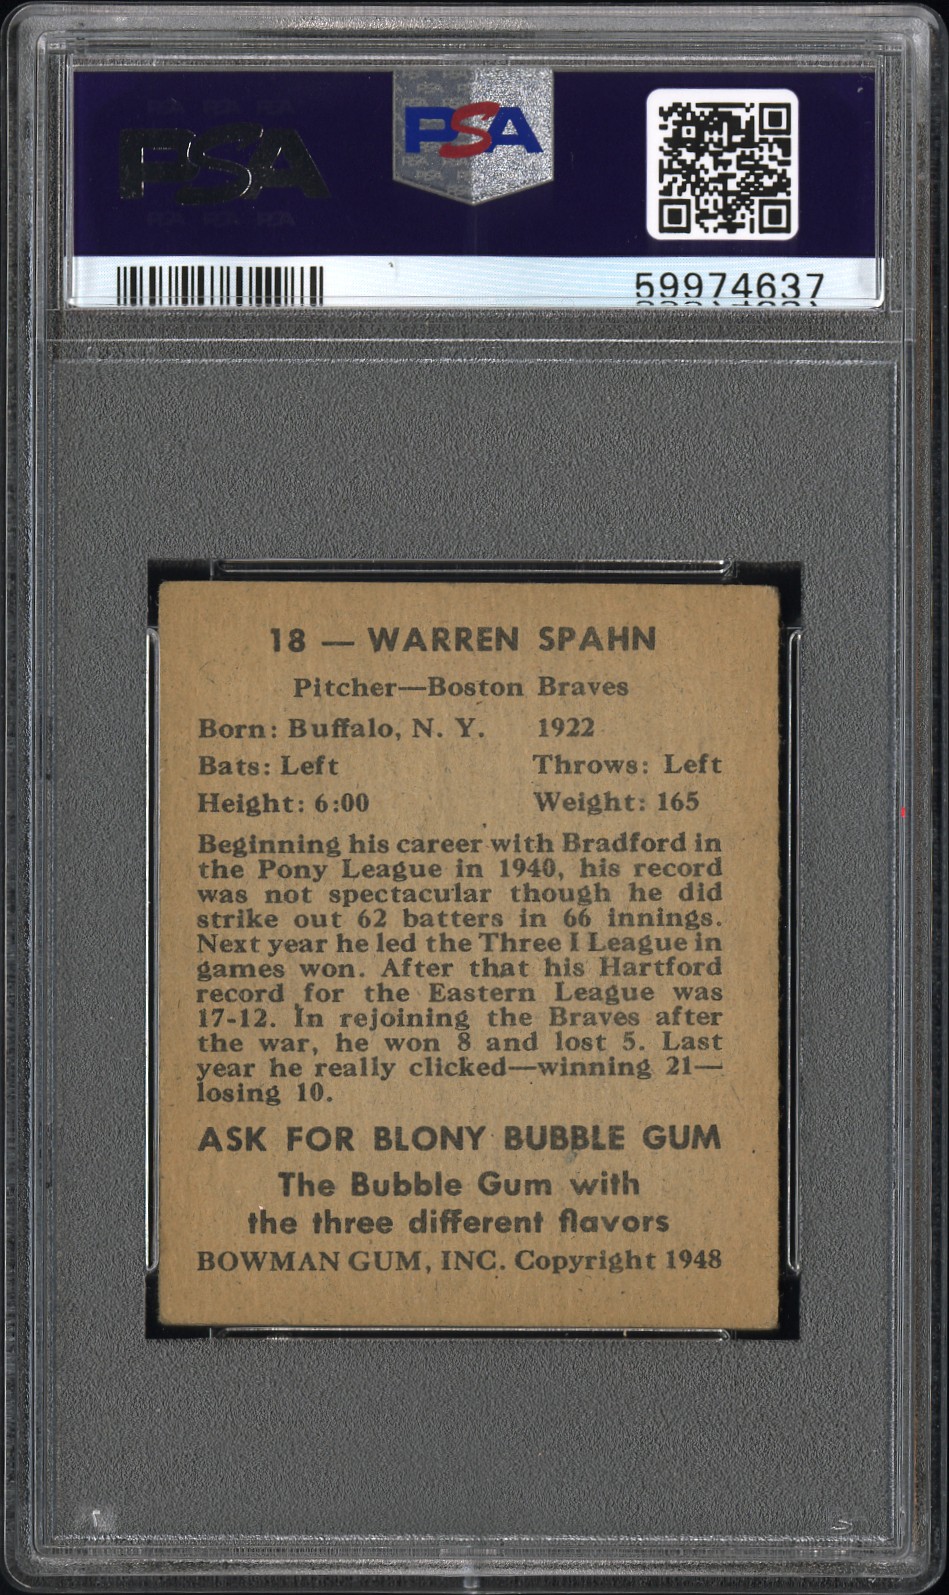 PSA
PSA
59974637
18 — WARREN SPAHN
Pitcher—Boston Braves
Born: Buffalo, N. Y. 1922
Bats: Left Throws: Left
Height: 6:00 Weight: 165
Beginning his career with Bradford in
the Pony League in 1940, his record
was not spectacular though he did
strike out 62 batters in 66 innings.
Next year he led the Three I League in
games won. After that his Hartford
record for the Eastern League was
17-12. In rejoining the Braves after
the war, he won 8 and lost 5. Last
year he really clicked—winning 21—
losing 10.
ASK FOR BLONY BUBBLE GUM
The Bubble Gum with
the three different flavors
BOWMAN GUM, INC. Copyright 1948